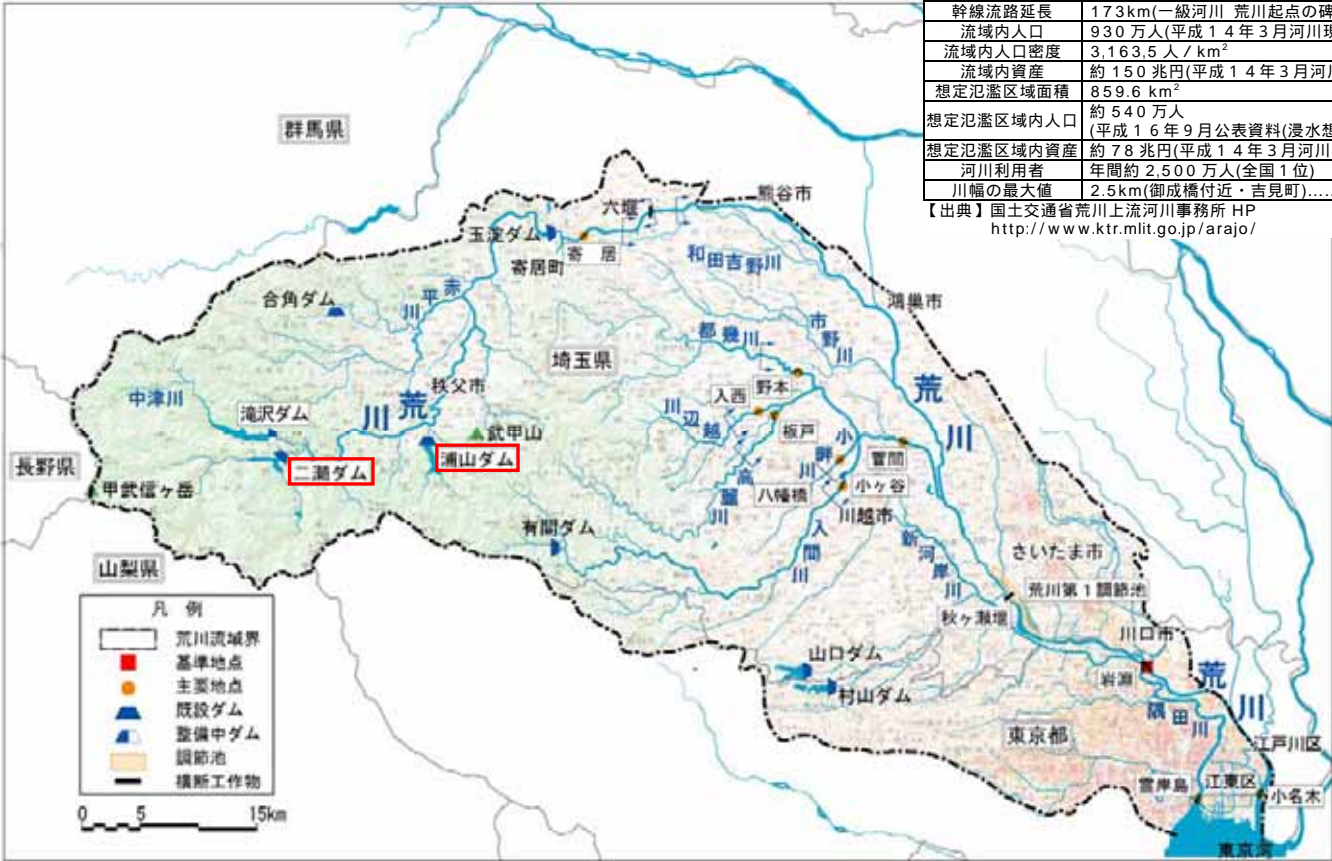 幹線流路延長 173km(一級河川 荒川起点の碑
流域内人口 930万人(平成14年3月河川現
流域内人口密度 3,163.5 人/km²
流域内資産 約150兆円(平成14年3月河川
想定氾濫区域面積 859.6 km²
想定氾濫区域内人口 約540万人
(平成16年9月公表資料(浸水想
想定氾濫区域内資産 約78兆円(平成14年3月河川
河川利用者 年間約2,500万人(全国1位)
川幅の最大値 2.5km(御成橋付近・吉見町).....
【出典】国土交通省荒川上流河川事務所 HP
http://www.ktr.mlit.go.jp/arajo/
群馬県
熊谷市
六堰
玉淀ダム
寄居
寄居町
和田吉野川
合角ダム
赤平川
鴻巣市
市野川
都幾川
埼玉県
秩父市
野本
入西
荒川
中津川
滝沢ダム
荒川
越辺川
坂戸
武甲山
小畔川
菅間
浦山ダム
長野県
二瀬ダム
高麗川
八幡橋
小ヶ谷
甲武信ヶ岳
川越市
有間ダム
入間川
新河岸川
さいたま市
山梨県
荒川第1調節池
秋ヶ瀬堰
川口市
山口ダム
岩淵
荒川
村山ダム
隅田川
東京都
江戸川区
霊岸島
江東区
小名木
東京湾
凡 例
荒川流域界
基準地点
主要地点
既設ダム
整備中ダム
調節池
横断工作物
0 5 15km